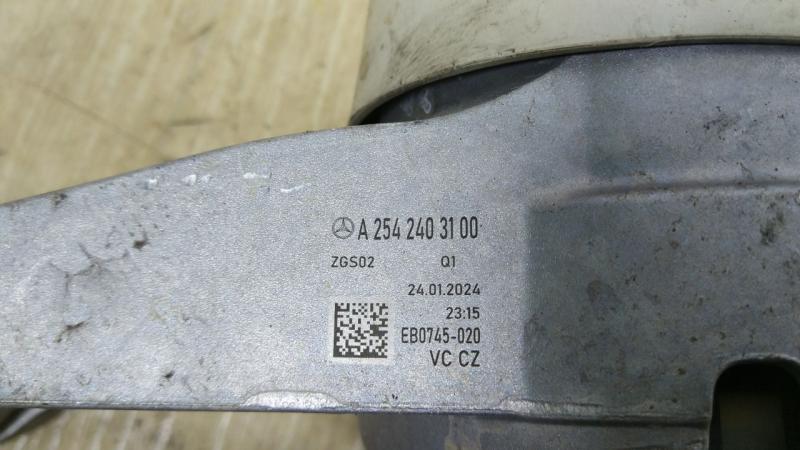 A 254 240 31 00
ZGS02 Q1
24.01.2024
23:15
EB0745-020
VC CZ